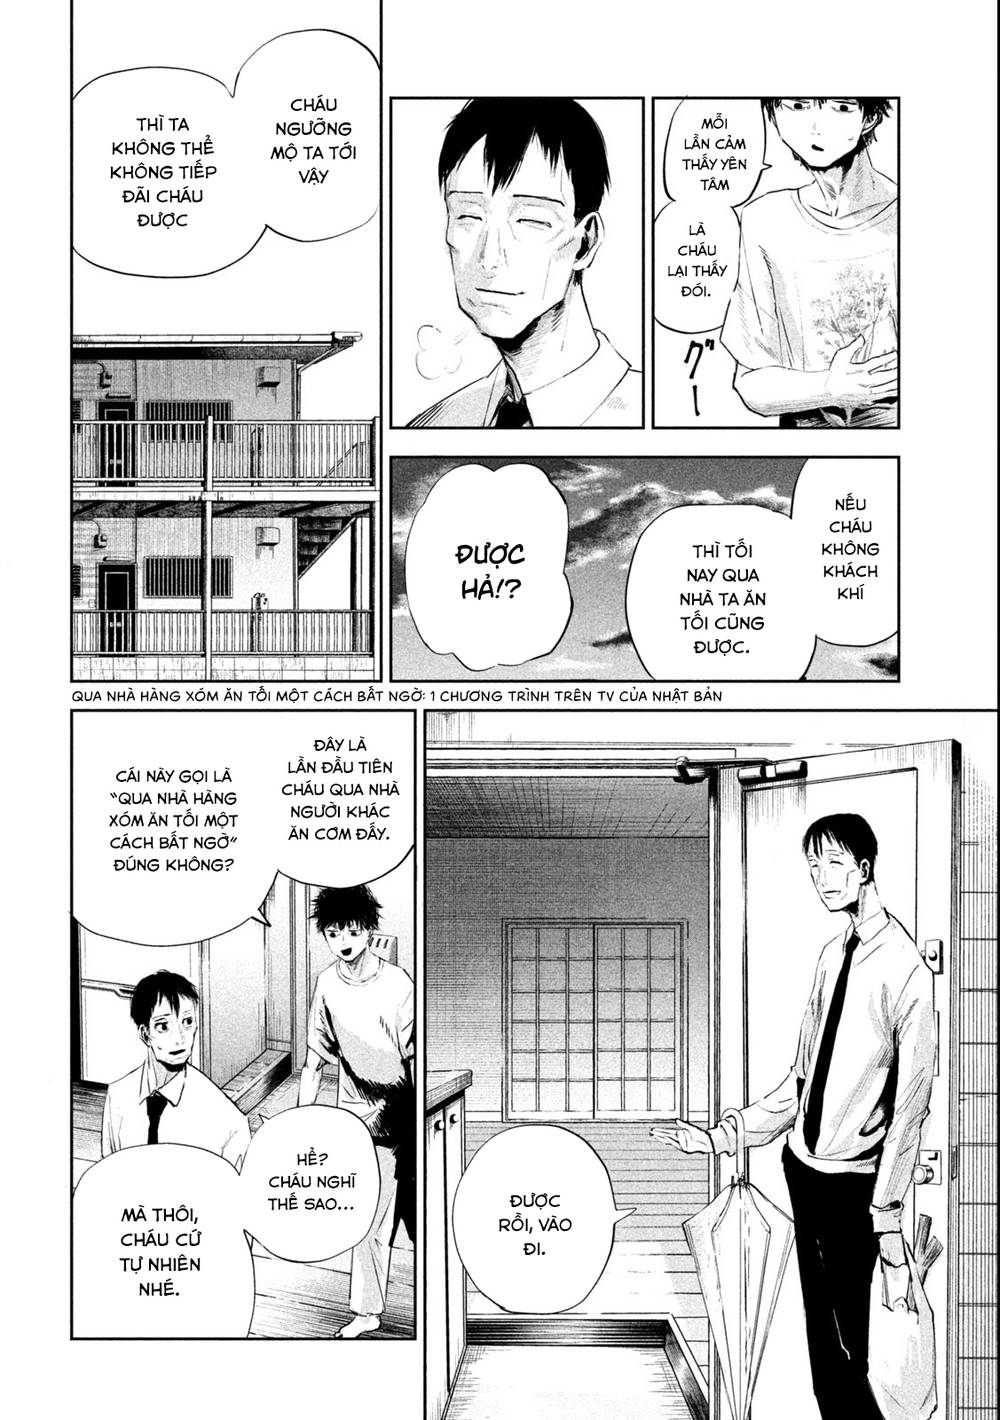 MỖI
LẦN CẢM
THẤY YÊN
TÂM
LÀ
CHÁU
LẠI THẤY
ĐÓI.
グー
NẾU
CHÁU
KHÔNG
KHÁCH
KHÍ
THÌ TỐI
NAY QUA
NHÀ TA ĂN
TỐI CŨNG
ĐƯỢC.
ĐƯỢC
HẢ!?
CHÁU
NGƯỠNG
MỘ TA TỚI
VẬY
THÌ TA
KHÔNG THỂ
KHÔNG TIẾP
ĐÃI CHÁU
ĐƯỢC
QUA NHÀ HÀNG XÓM ĂN TỐI MỘT CÁCH BẤT NGỜ: 1 CHƯƠNG TRÌNH TRÊN TV CỦA NHẬT BẢN
ĐƯỢC
RỒI, VÀO
ĐI.
ĐÂY LÀ
LẦN ĐẦU TIÊN
CHÁU QUA NHÀ
NGƯỜI KHÁC
ĂN CƠM ĐẤY.
CÁI NÀY GỌI LÀ
“QUA NHÀ HÀNG
XÓM ĂN TỐI MỘT
CÁCH BẤT NGỜ”
ĐÚNG KHÔNG?
HỀ?
CHÁU NGHĨ
THẾ SAO...
MÀ THÔI,
CHÁU CỨ
TỰ NHIÊN
NHÉ.